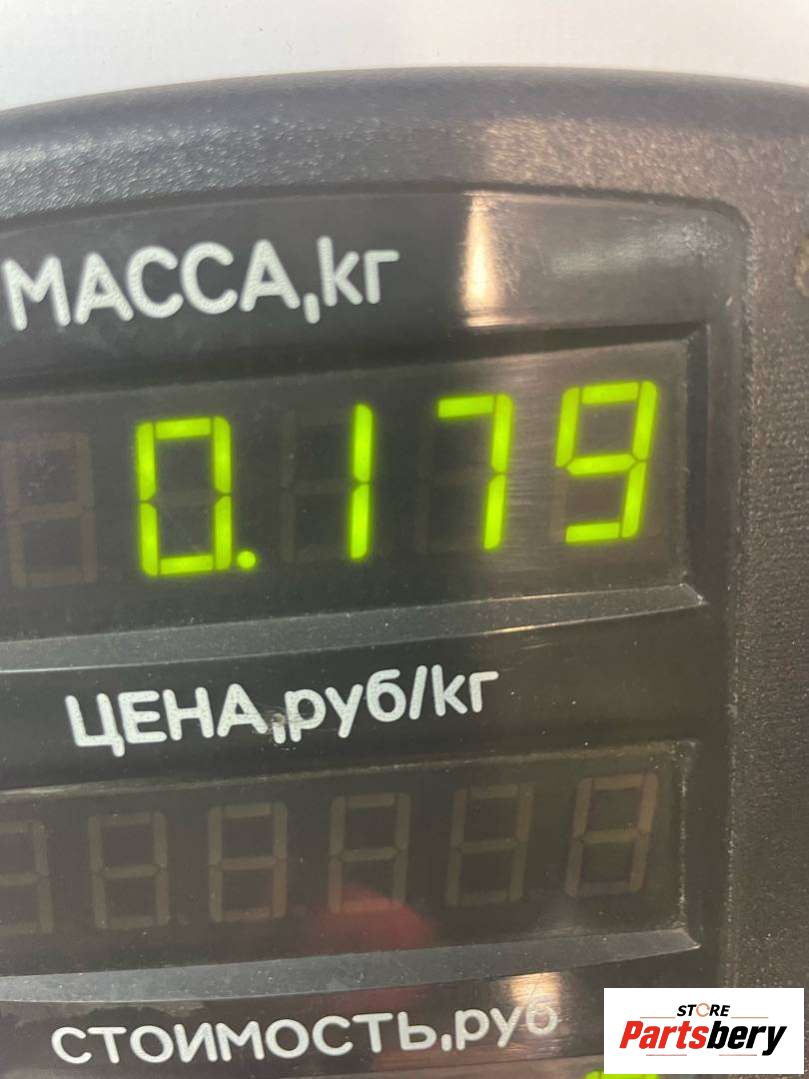 МАССА,кг
0.179
ЦЕНА,руб/кг
СТОИМОСТЬ,руб
STORE
Partsbery